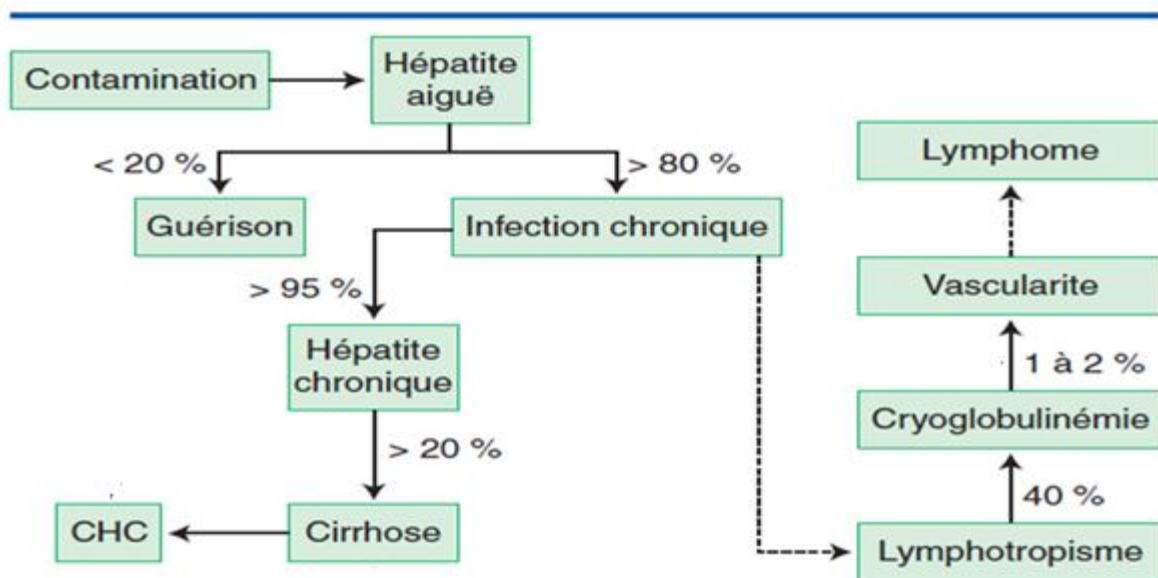 Contamination
Hépatite
aiguë
< 20 %
> 80 %
Guérison
Infection chronique
> 95 %
Hépatite
chronique
> 20 %
CHC
Cirrhose
Lymphome
Vascularite
1 à 2 %
Cryoglobulinémie
40 %
Lymphotropisme